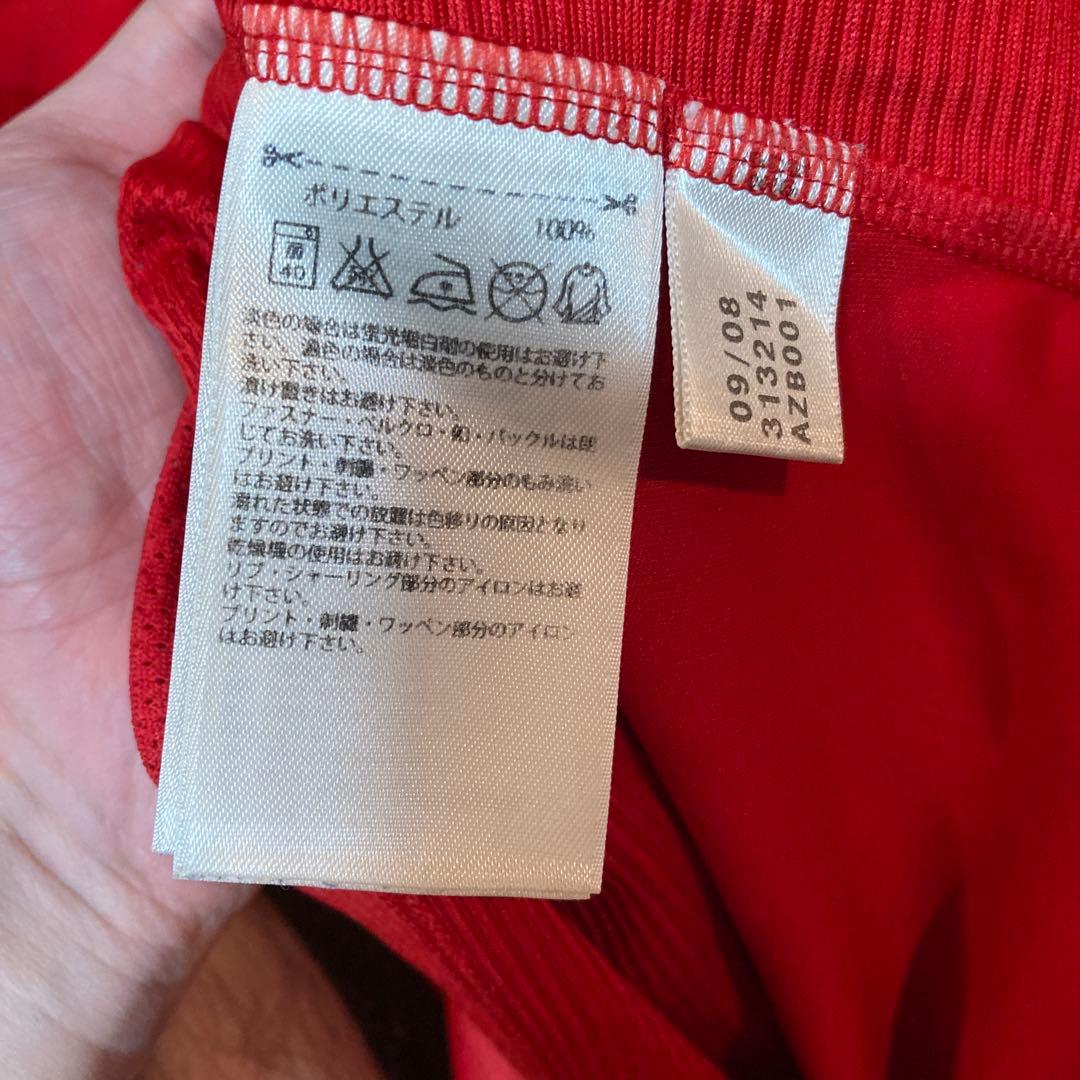 ポリエステル 100%
40
淡色の場合は蛍光増白剤の使用はお避け下
さい。濃色の場合は淡色のものと分けてお
洗い下さい。
漬け置きはお避け下さい。
ファスナー・ベルクロ・釦・バックルは閉
じてお洗い下さい。
プリント・刺繍・ワッペン部分のもみ洗い
はお避け下さい。
濡れた状態での放置は色移りの原因となり
ますのでお避け下さい。
乾燥機の使用はお避け下さい。
リブ・シャーリング部分のアイロンはお避
け下さい。
プリント・刺繍・ワッペン部分のアイロン
はお避け下さい。
09/08
313214
AZB001